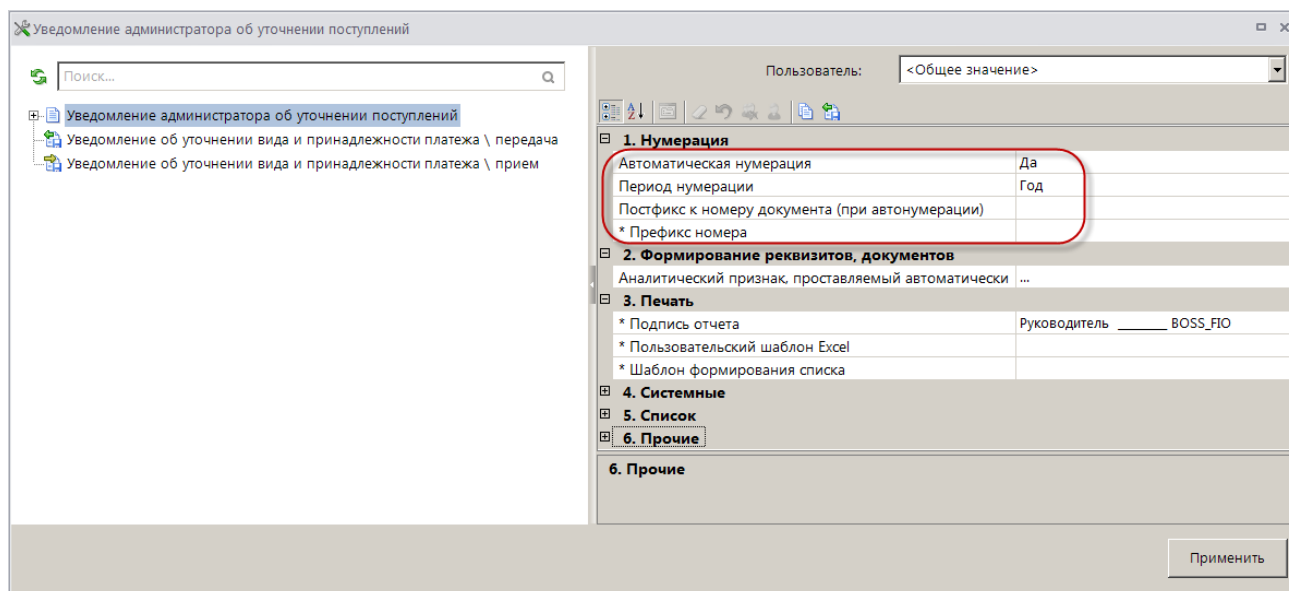 Уведомление администратора об уточнении поступлений
Поиск...
Пользователь: <Общее значение>
Уведомление администратора об уточнении поступлений
Уведомление об уточнении вида и принадлежности платежа \ передача
Уведомление об уточнении вида и принадлежности платежа \ прием
1. Нумерация
Автоматическая нумерация Да
Период нумерации Год
Постфикс к номеру документа (при автонумерации)
* Префикс номера
2. Формирование реквизитов, документов
Аналитический признак, проставляемый автоматически ...
3. Печать
* Подпись отчета Руководитель _______ BOSS_FIO
* Пользовательский шаблон Excel
* Шаблон формирования списка
4. Системные
5. Список
6. Прочие
6. Прочие
Применить